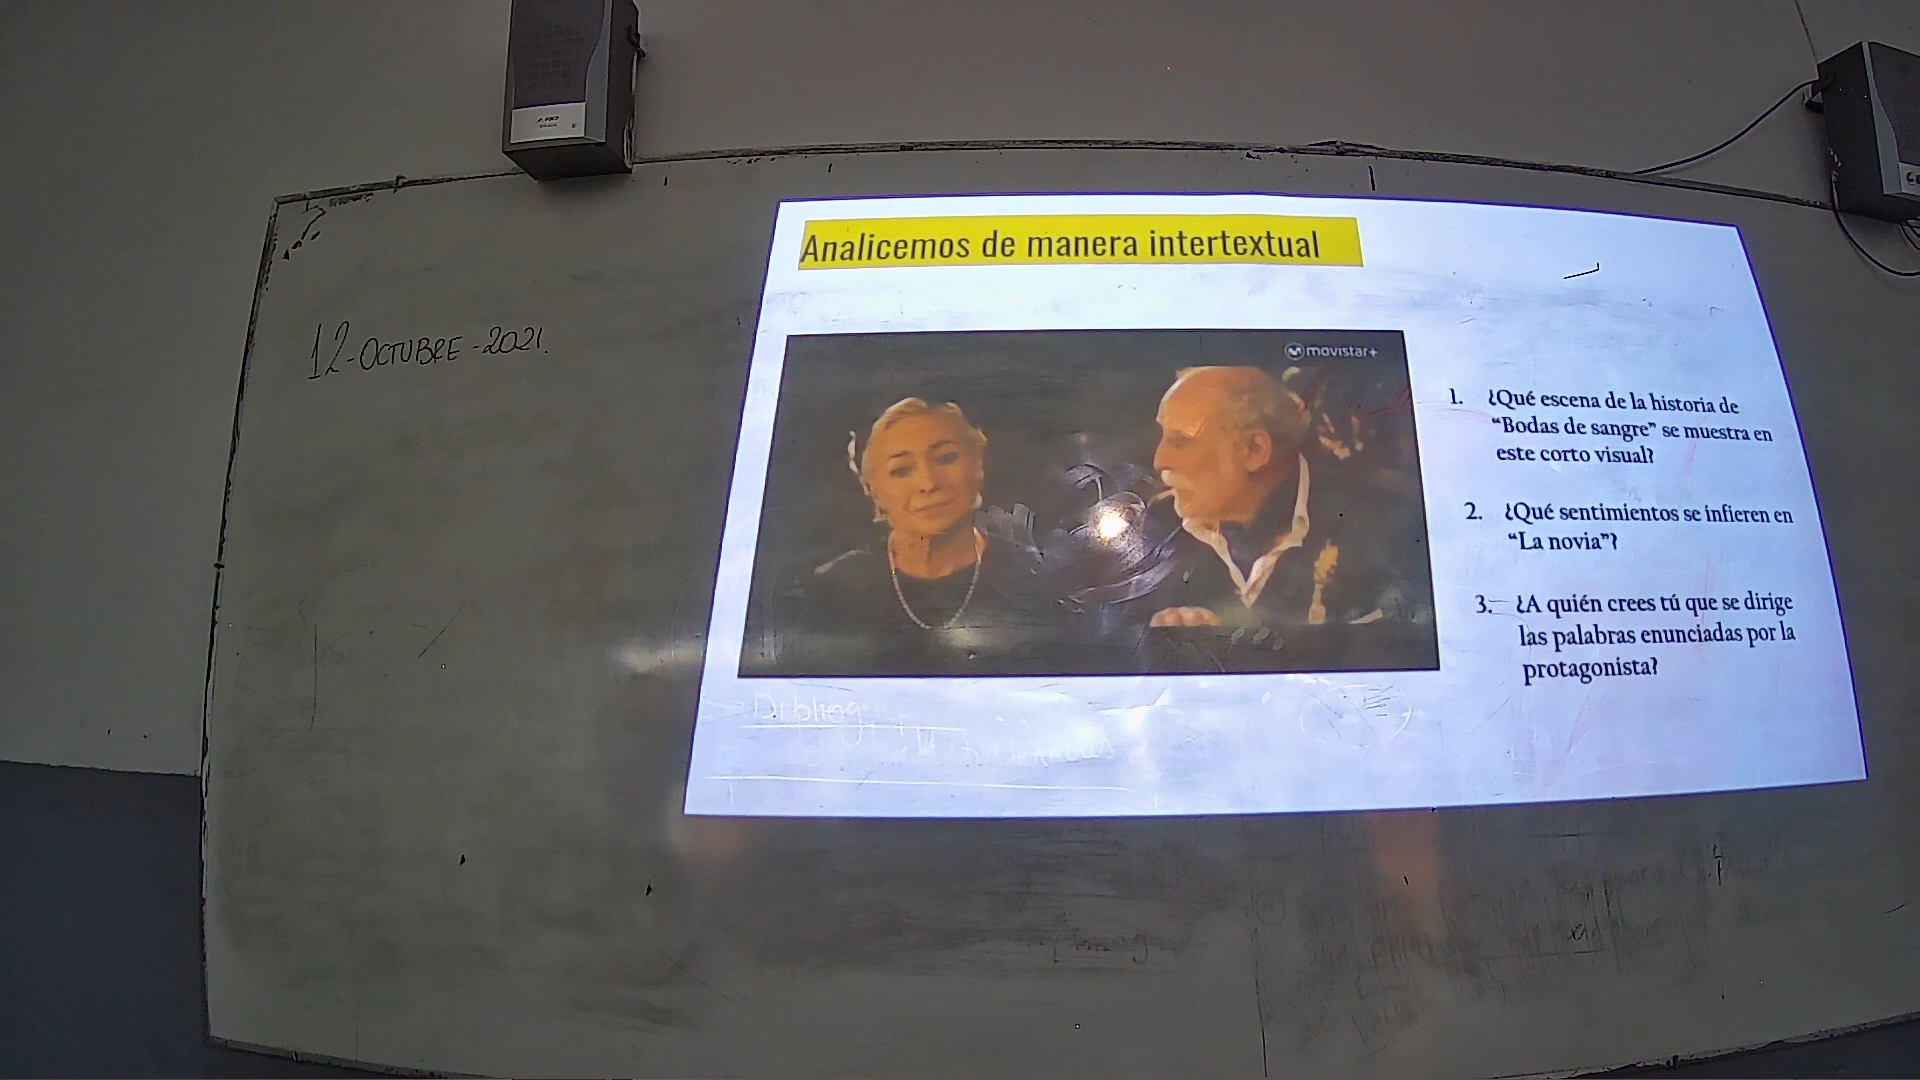 12-OCTUBRE-2021.
Analicemos de manera intertextual
movistar+
1. ¿Qué escena de la historia de
“Bodas de sangre” se muestra en
este corto visual?
2. ¿Qué sentimientos se infieren en
“La novia”?
3. ¿A quién crees tú que se dirige
las palabras enunciadas por la
protagonista?